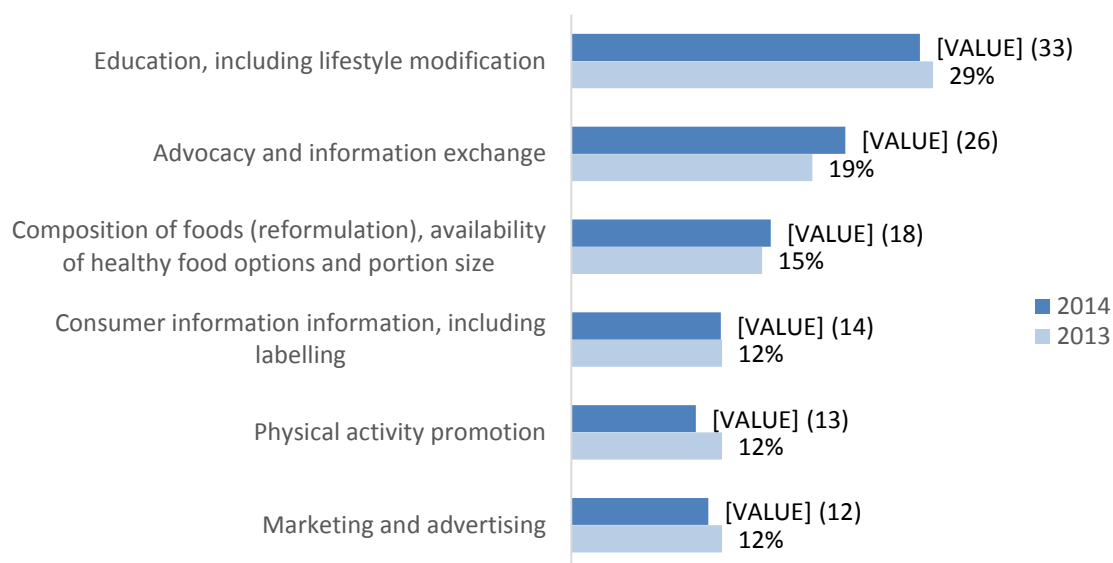 Education, including lifestyle modification
[VALUE] (33)
29%
Advocacy and information exchange
[VALUE] (26)
19%
Composition of foods (reformulation), availability
of healthy food options and portion size
[VALUE] (18)
15%
Consumer information information, including
labelling
[VALUE] (14)
12%
Physical activity promotion
[VALUE] (13)
12%
Marketing and advertising
[VALUE] (12)
12%
2014
2013